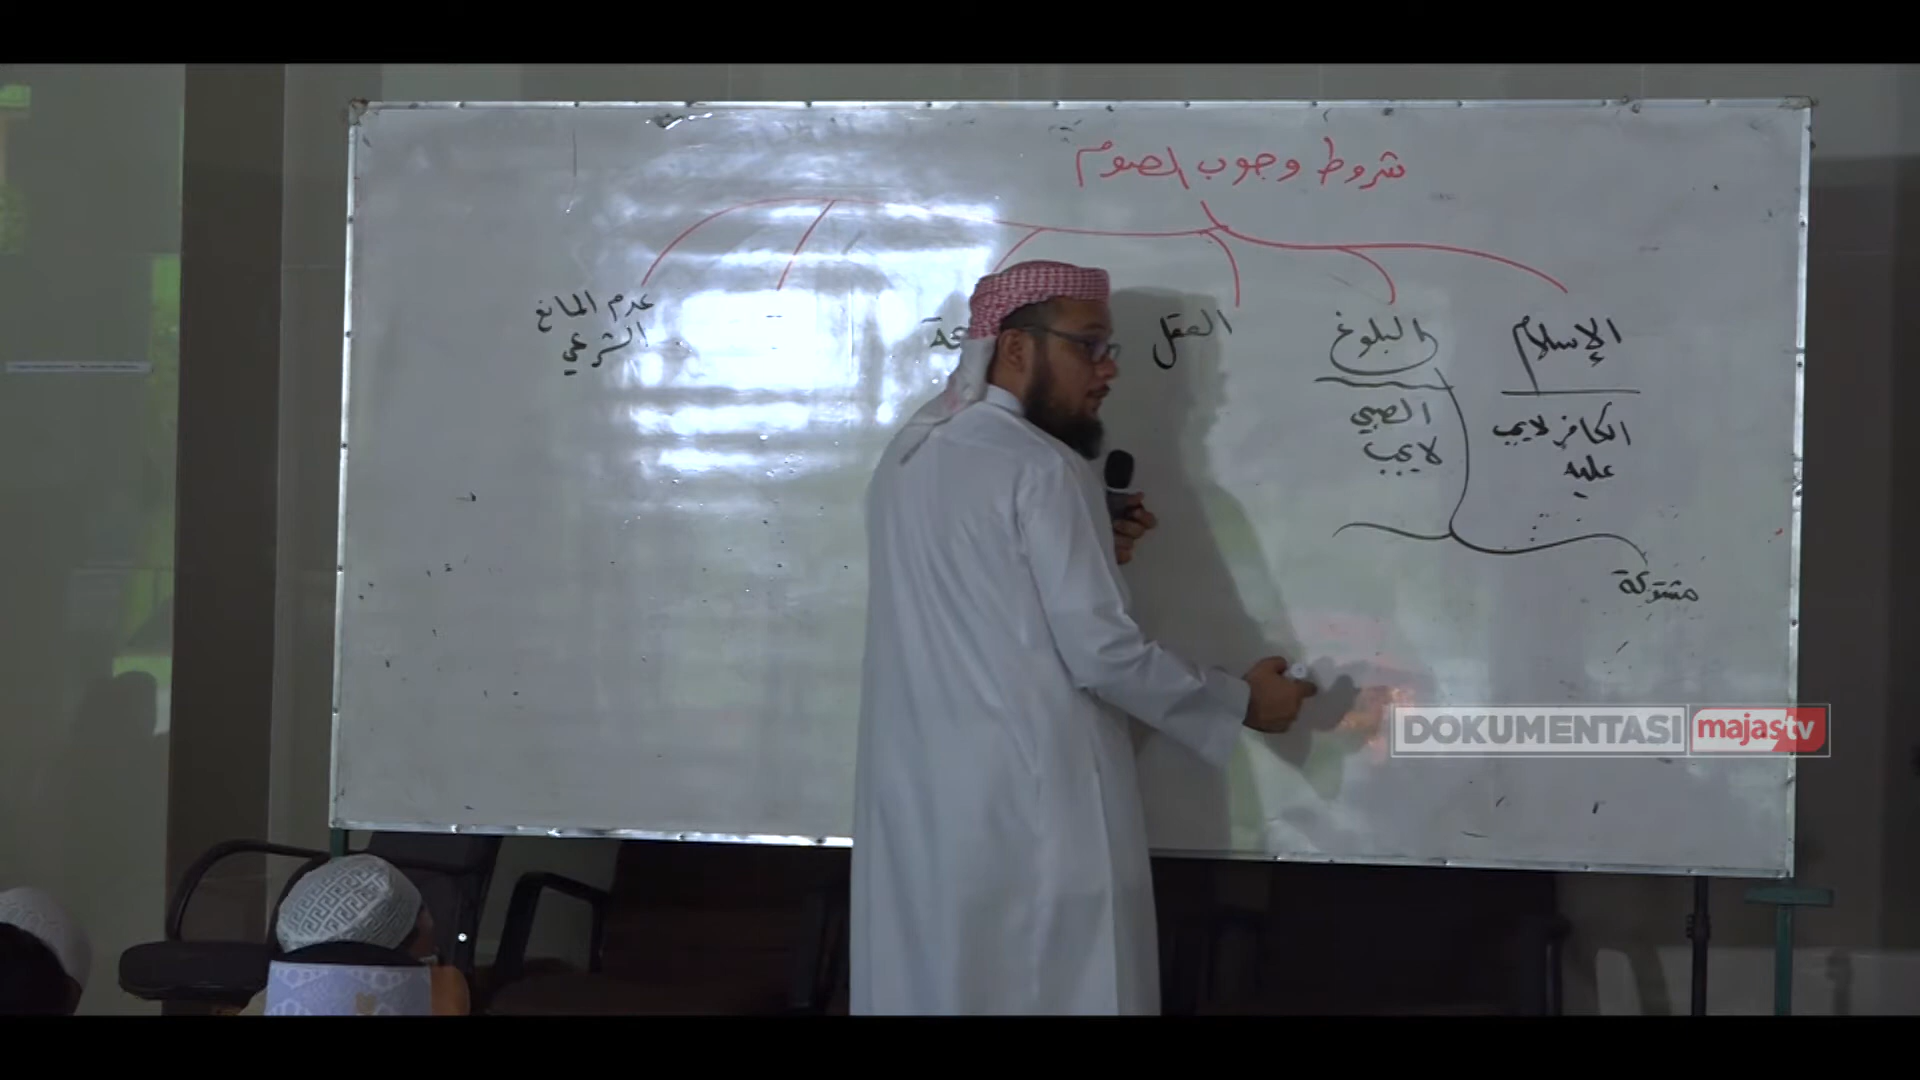 شروط وجوب الصوم
الإسلام
البلوغ
العقل
عدم المانع
الشرعي
الكافر لا يجب
عليه
الصبي
لا يجب
مشتركة
DOKUMENTASI majastv